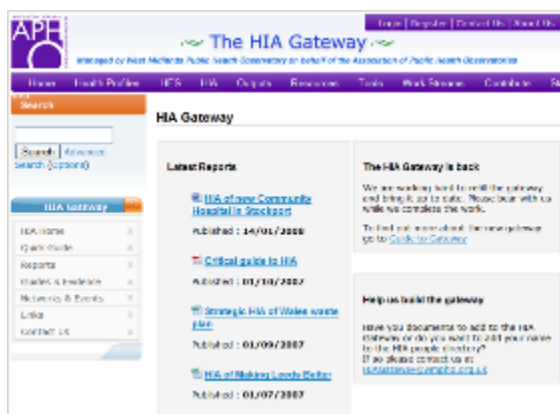 APHO
Login | Register | Contact Us | About Us
The HIA Gateway
Managed by West Midlands Public Health Observatory on behalf of the Association of Public Health Observatories
Home Health Profiles HES HIA Outputs Resources Tools Work Streams Contribute
Search
Search Advanced
Search (Options)
HIA Gateway
HIA Home
Quick Guide
Reports
Guides & Evidence
Networks & Events
Links
Contact Us
HIA Gateway
Latest Reports
HIA of new Community
Hospital in Stockport
Published : 14/01/2008
Critical guide to HIA
Published : 01/10/2007
Strategic HIA of Wales waste
plan
Published : 01/09/2007
HIA of Making Leeds Better
Published : 01/07/2007
The HIA Gateway is back
We are working hard to refill the gateway
and bring it up to date. Please bear with us
while we complete the work.
To find out more about the new gateway
go to Guide to Gateway
Help us build the gateway
Have you documents to add to the HIA
Gateway or do you want to add your name
to the HIA people directory?
If so please contact us at
HIAGateway@wmpho.org.uk